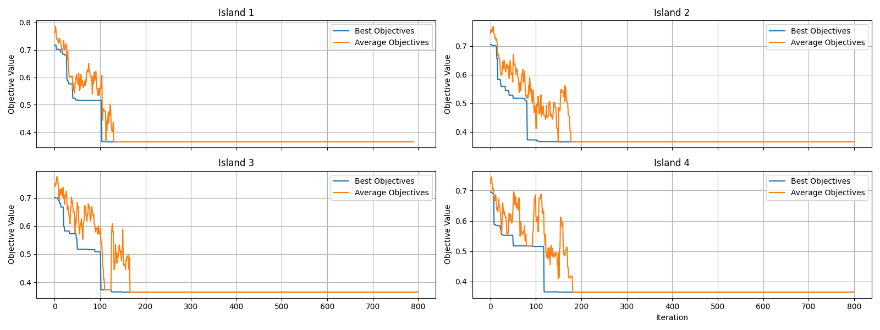 Island 1
Objective Value
0.8
0.7
0.6
0.5
0.4
Best Objectives
Average Objectives
Island 2
Objective Value
0.7
0.6
0.5
0.4
Best Objectives
Average Objectives
Island 3
Objective Value
0.7
0.6
0.5
0.4
Best Objectives
Average Objectives
0 100 200 300 400 500 600 700 800
Island 4
Objective Value
0.7
0.6
0.5
0.4
Best Objectives
Average Objectives
0 100 200 300 400 500 600 700 800
Iteration